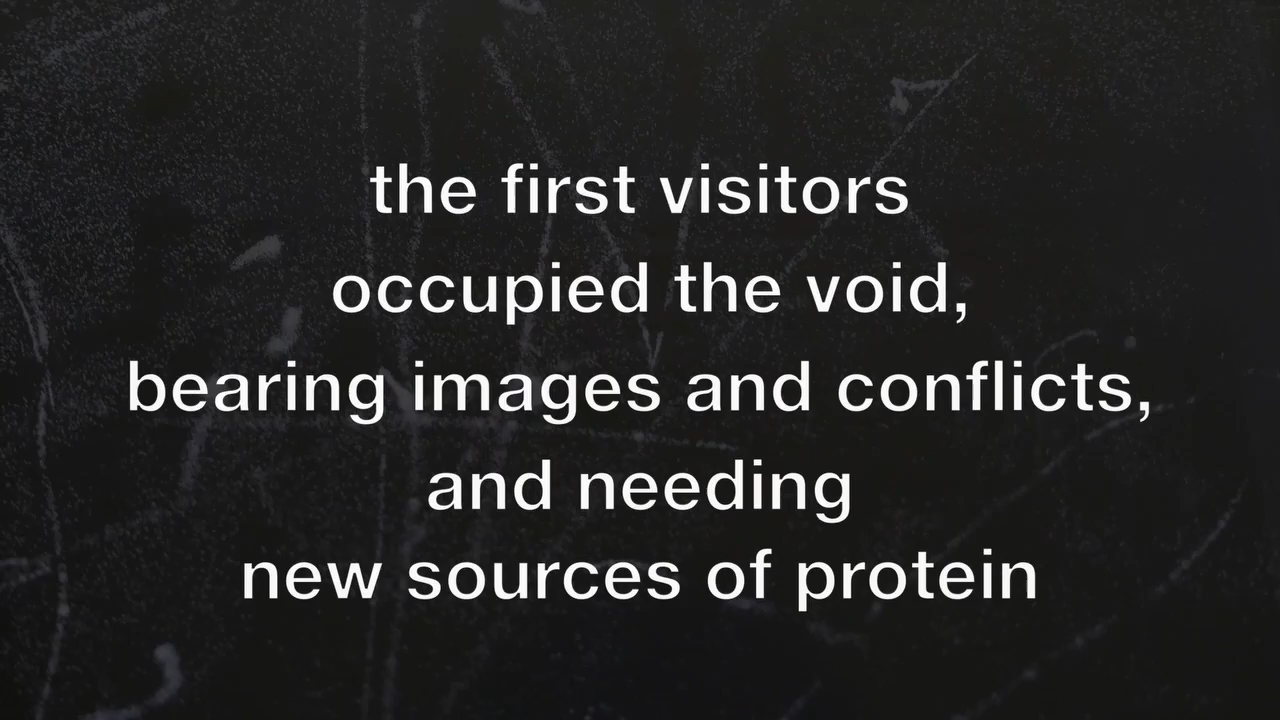 the first visitors
occupied the void,
bearing images and conflicts,
and needing
new sources of protein